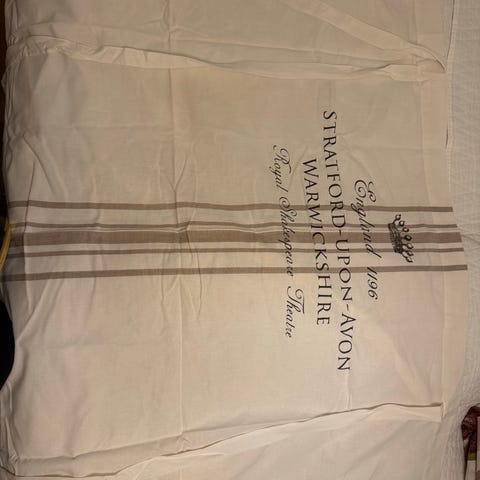 England 1196
STRATFORD-UPON-AVON
WARWICKSHIRE
Royal Shakespeare Theatre